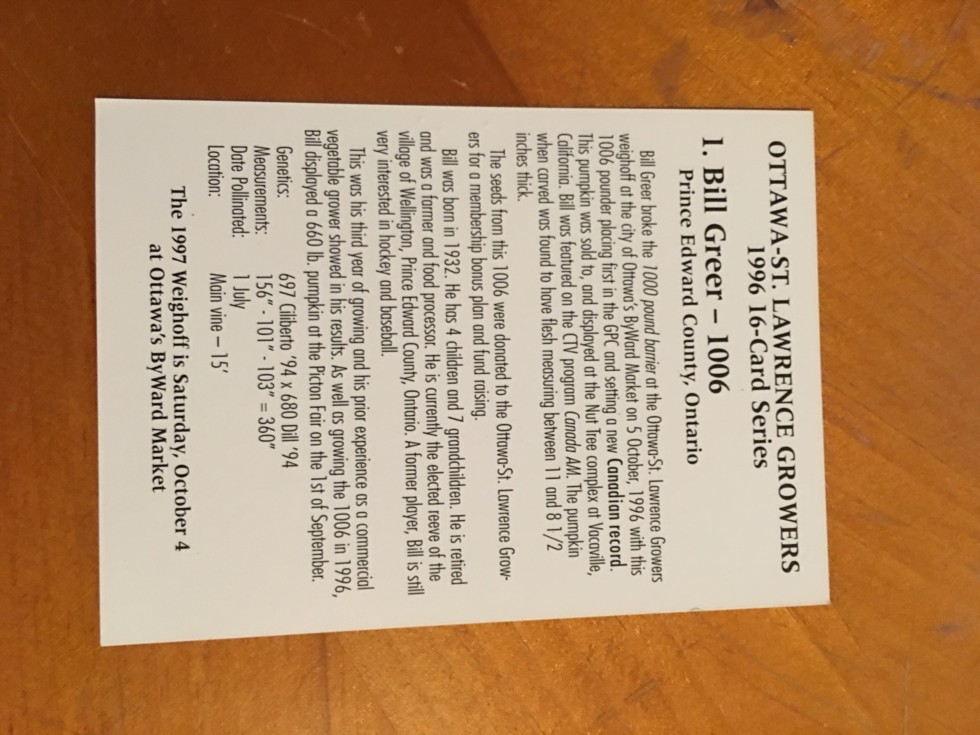 OTTAWA-ST. LAWRENCE GROWERS
1996 16-Card Series
1. Bill Greer – 1006
Prince Edward County, Ontario
Bill Greer broke the 1000 pound barrier at the Ottawa-St. Lawrence Growers
weighoff at the city of Ottawa's ByWard Market on 5 October, 1996 with this
1006 pounder placing first in the GPC and setting a new Canadian record.
This pumpkin was sold to, and displayed at the Nut Tree complex at Vacaville,
California. Bill was featured on the CTV program Canada AM. The pumpkin
when carved was found to have flesh measuring between 11 and 8 1/2
inches thick.
The seeds from this 1006 were donated to the Ottawa-St. Lawrence Grow-
ers for a membership bonus plan and fund raising.
Bill was born in 1932. He has 4 children and 7 grandchildren. He is retired
and was a farmer and food processor. He is currently the elected reeve of the
village of Wellington, Prince Edward County, Ontario. A former player, Bill is still
very interested in hockey and baseball.
This was his third year of growing and his prior experience as a commercial
vegetable grower showed in his results. As well as growing the 1006 in 1996,
Bill displayed a 660 lb. pumpkin at the Picton Fair on the 1st of September.
Genetics: 697 Ciliberto '94 x 680 Dill '94
Measurements: 156" - 101" - 103" = 360"
Date Pollinated: 1 July
Location: Main vine – 15'
The 1997 Weighoff is Saturday, October 4
at Ottawa's ByWard Market